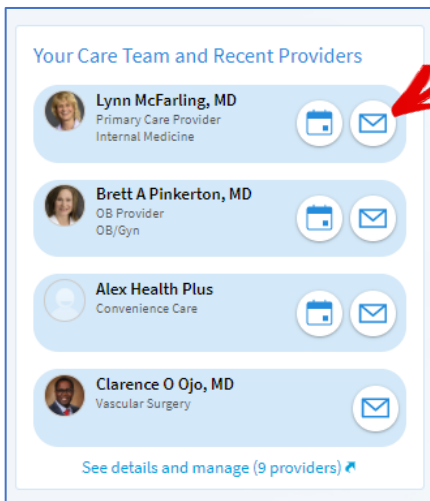 Your Care Team and Recent Providers
Lynn McFarling, MD
Primary Care Provider
Internal Medicine
Brett A Pinkerton, MD
OB Provider
OB/Gyn
Alex Health Plus
Convenience Care
Clarence O Ojo, MD
Vascular Surgery
See details and manage (9 providers)